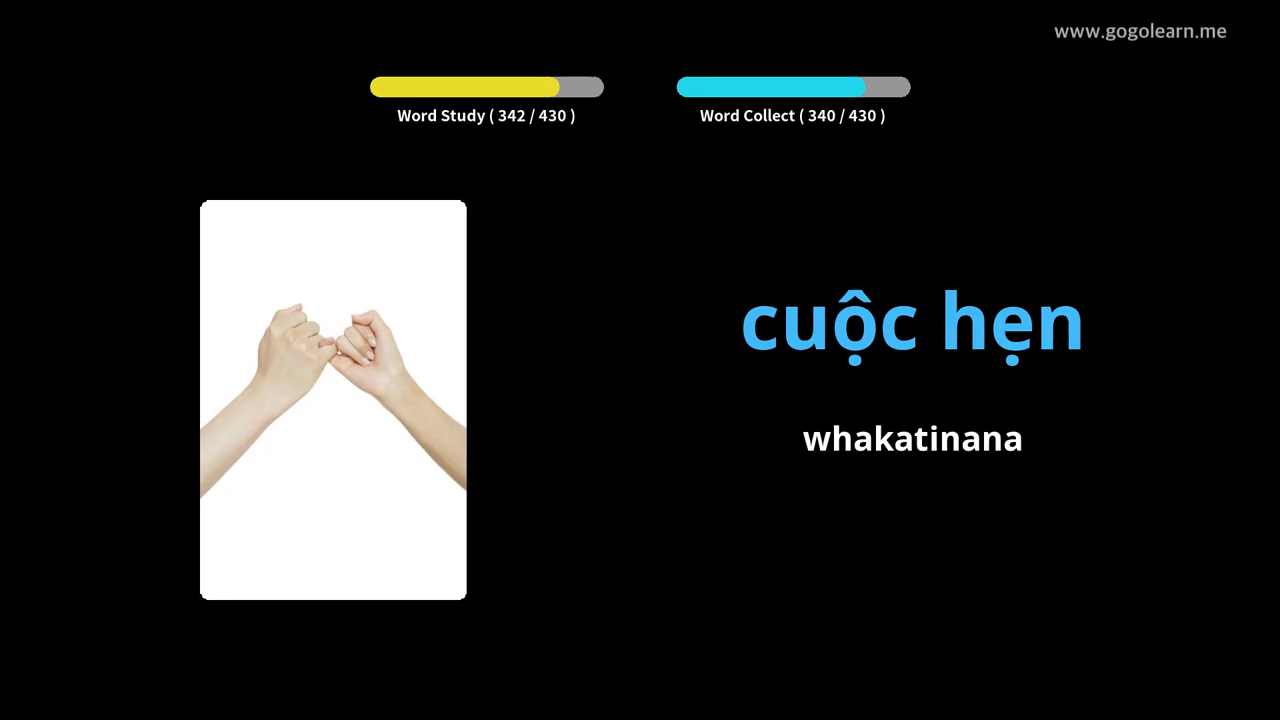 www.gogolearn.me
Word Study ( 342 / 430 )
Word Collect ( 340 / 430 )
cuộc hẹn
whakatinana